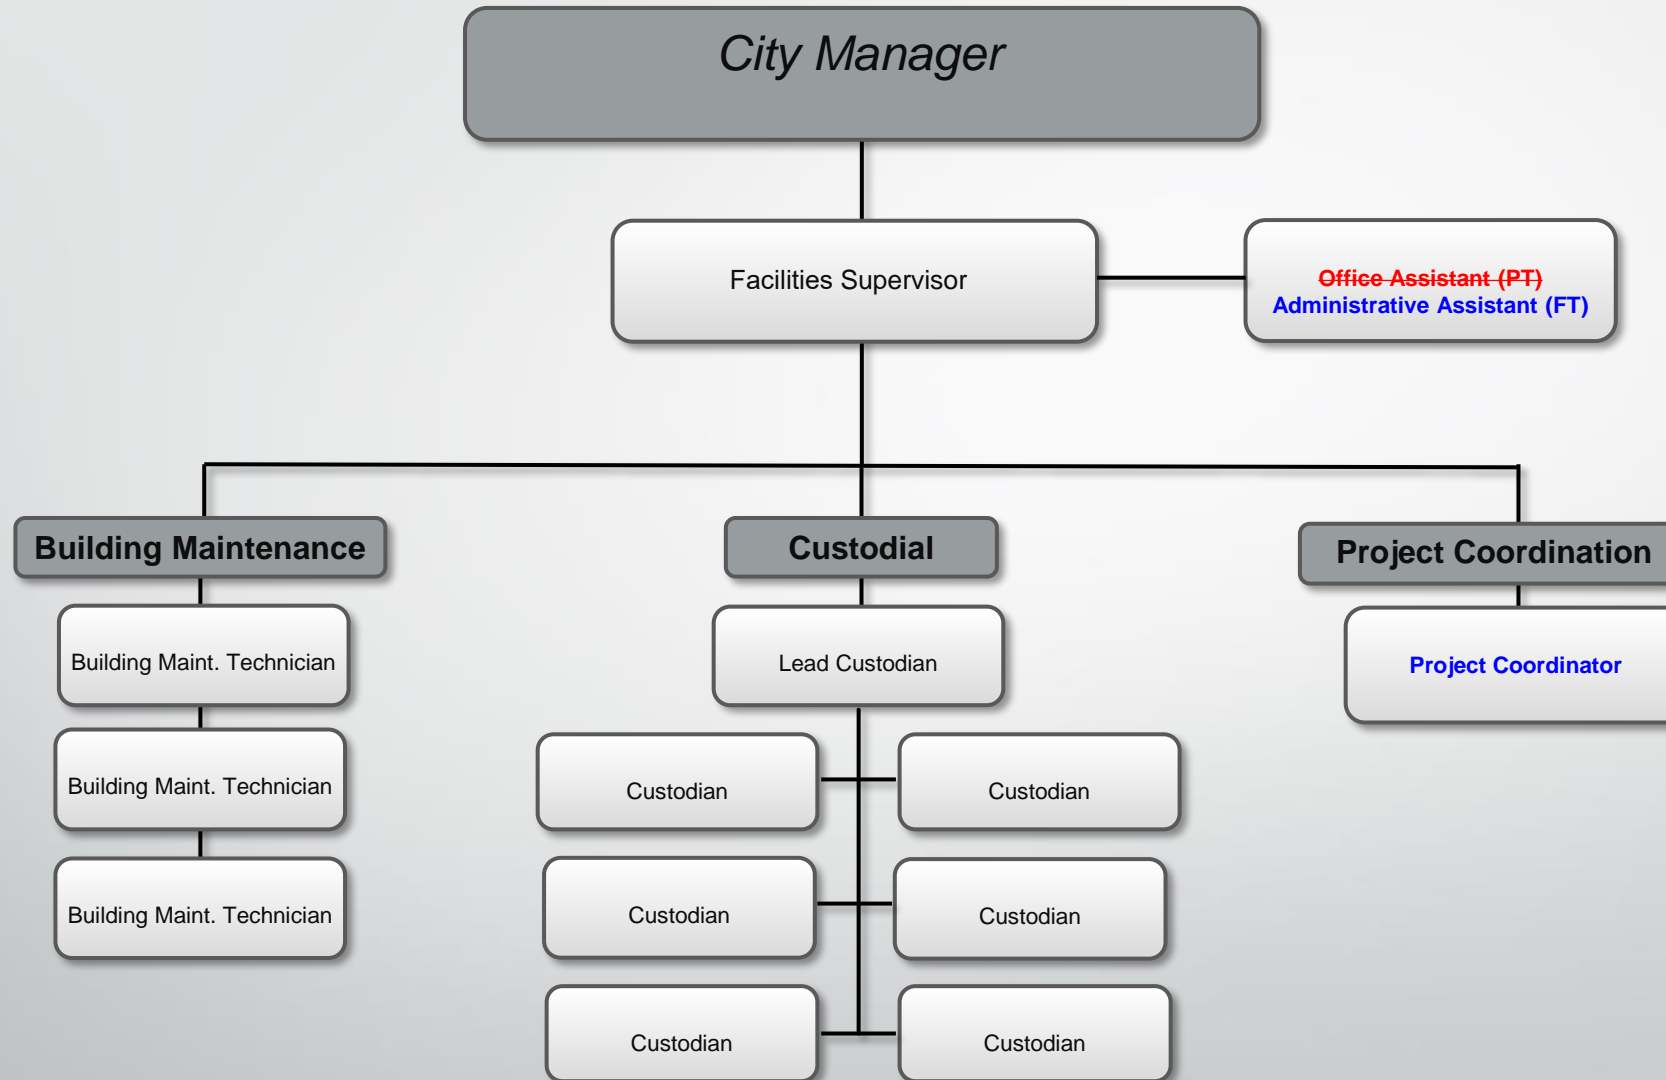 City Manager
Facilities Supervisor
Office Assistant (PT)
Administrative Assistant (FT)
Building Maintenance
Custodial
Project Coordination
Building Maint. Technician
Lead Custodian
Project Coordinator
Building Maint. Technician
Custodian
Custodian
Building Maint. Technician
Custodian
Custodian
Custodian
Custodian